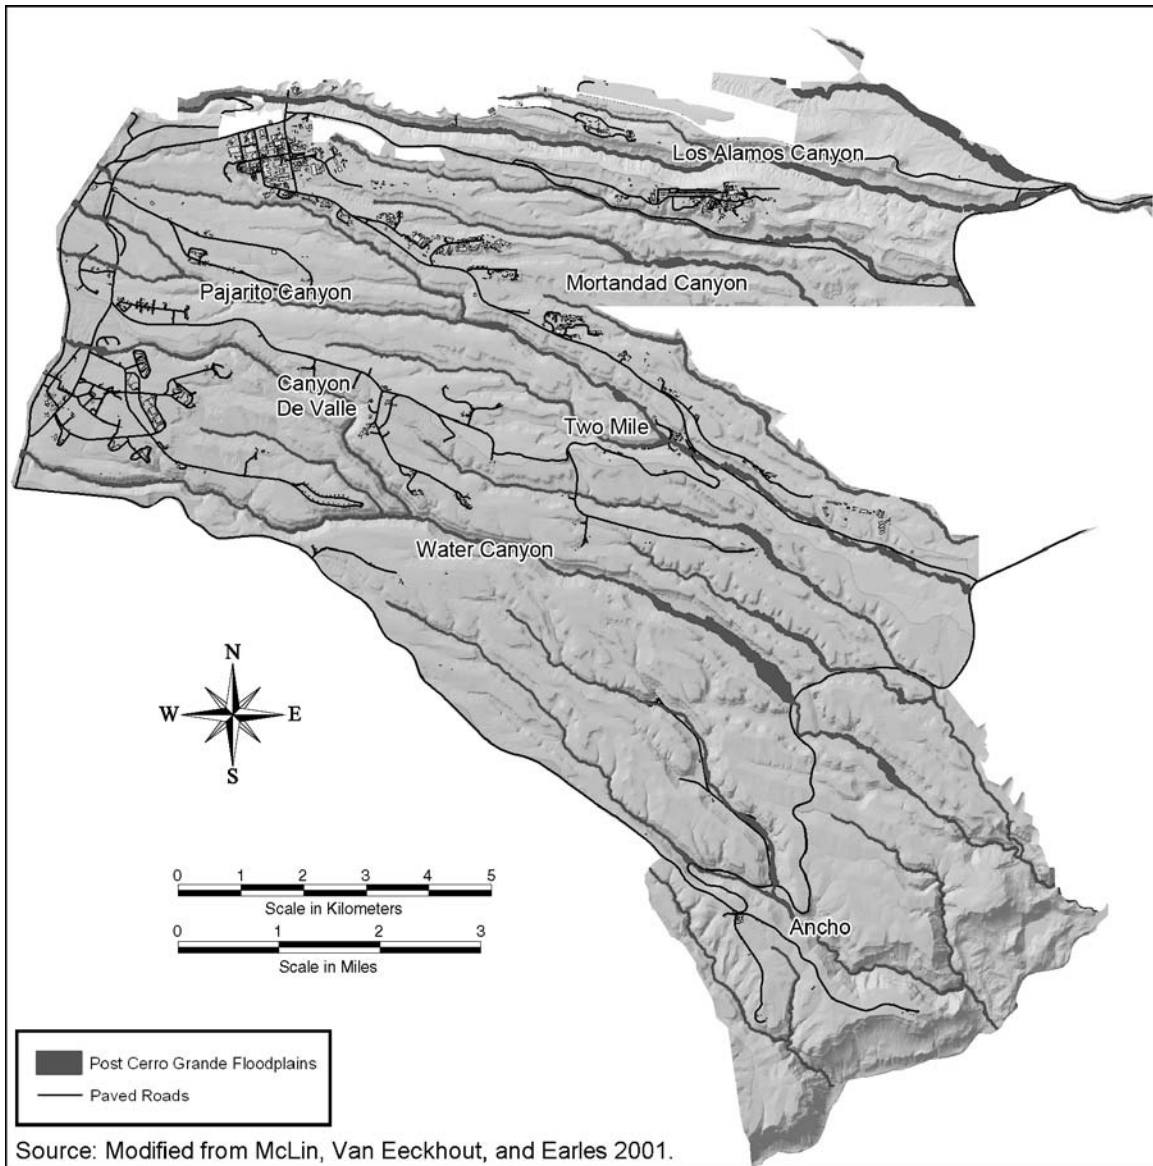 Los Alamos Canyon
Mortandad Canyon
Pajarito Canyon
Canyon
De Valle
Two Mile
Water Canyon
N
W E
S
0 1 2 3 4 5
Scale in Kilometers
0 1 2 3
Scale in Miles
Ancho
Post Cerro Grande Floodplains
Paved Roads
Source: Modified from McLin, Van Eeckhout, and Earles 2001.